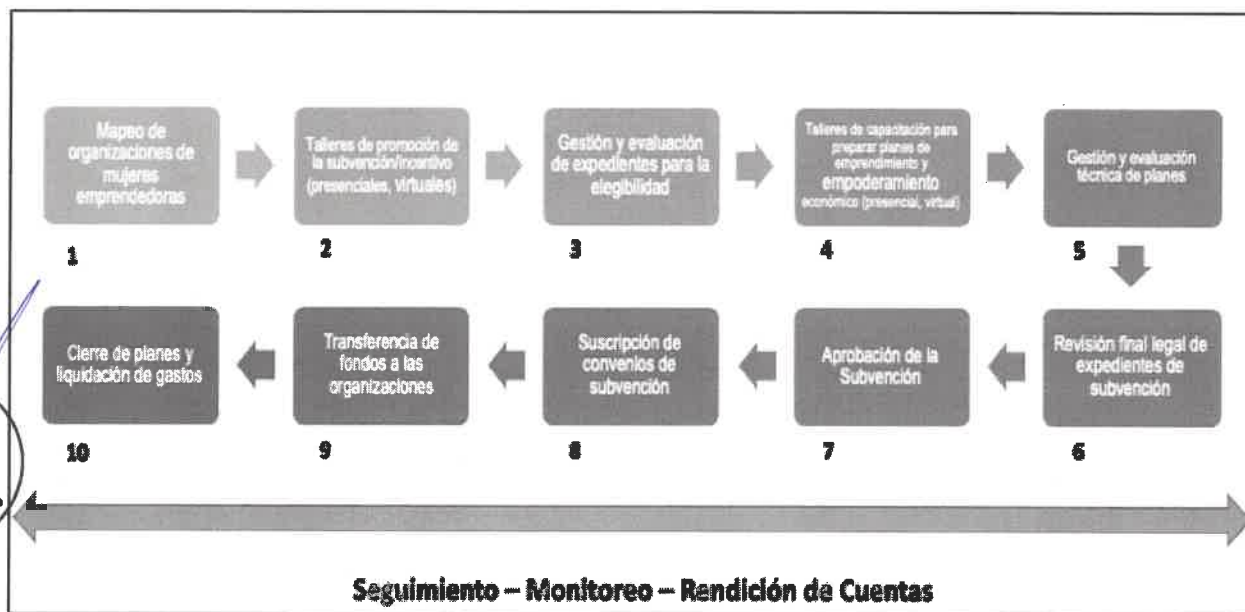 Mapeo de
organizaciones de
mujeres
emprendedoras
1
Talleres de promoción de
la subvención/incentivo
(presenciales, virtuales)
2
Gestión y evaluación
de expedientes para la
elegibilidad
3
Talleres de capacitación para
preparar planes de
emprendimiento y
empoderamiento
económico (presencial, virtual)
4
Gestión y evaluación
técnica de planes
5
Revisión final legal de
expedientes de
subvención
6
Aprobación de la
Subvención
7
Suscripción de
convenios de
subvención
8
Transferencia de
fondos a las
organizaciones
9
Cierre de planes y
liquidación de gastos
10
Seguimiento – Monitoreo – Rendición de Cuentas